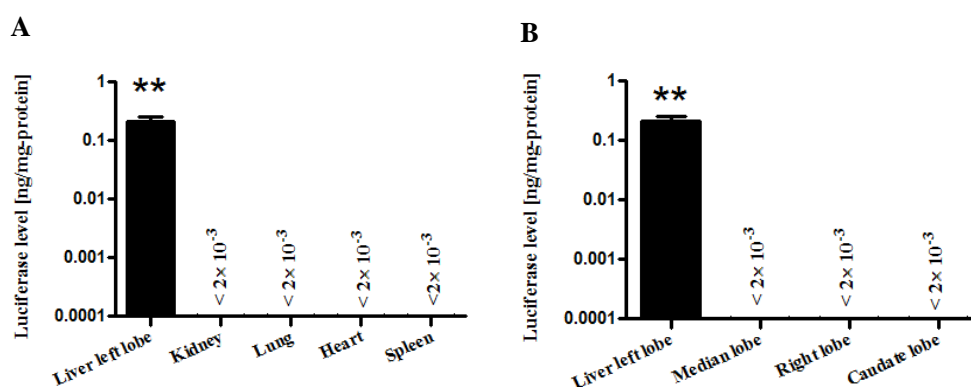 A
Luciferase level [ng/mg-protein]
1
0.1
0.01
0.001
0.0001
**
< 2× 10⁻³
< 2× 10⁻³
< 2× 10⁻³
<2× 10⁻³
Liver left lobe
Kidney
Lung
Heart
Spleen
B
Luciferase level [ng/mg-protein]
1
0.1
0.01
0.001
0.0001
**
< 2× 10⁻³
< 2× 10⁻³
< 2× 10⁻³
Liver left lobe
Median lobe
Right lobe
Caudate lobe